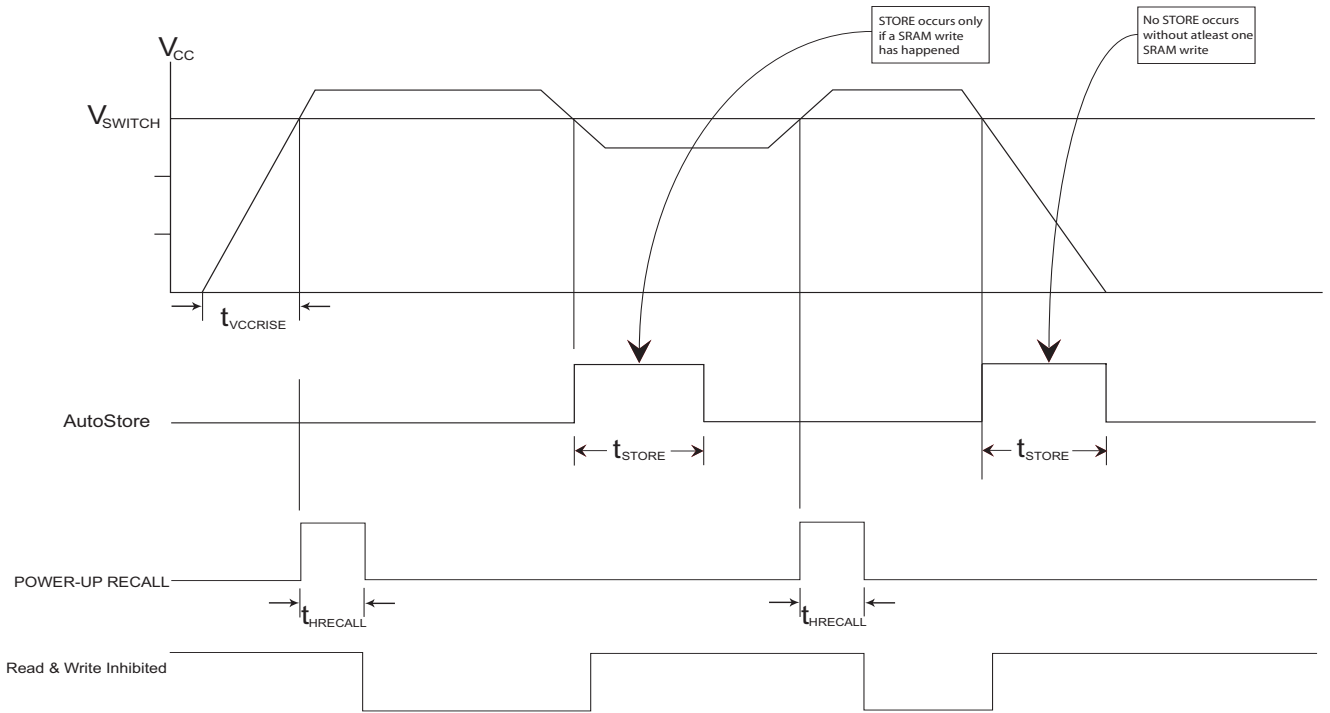 STORE occurs only
if a SRAM write
has happened
No STORE occurs
without atleast one
SRAM write
VCC
VSWITCH
tVCCRISE
AutoStore
tSTORE
tSTORE
POWER-UP RECALL
tHRECALL
tHRECALL
Read & Write Inhibited